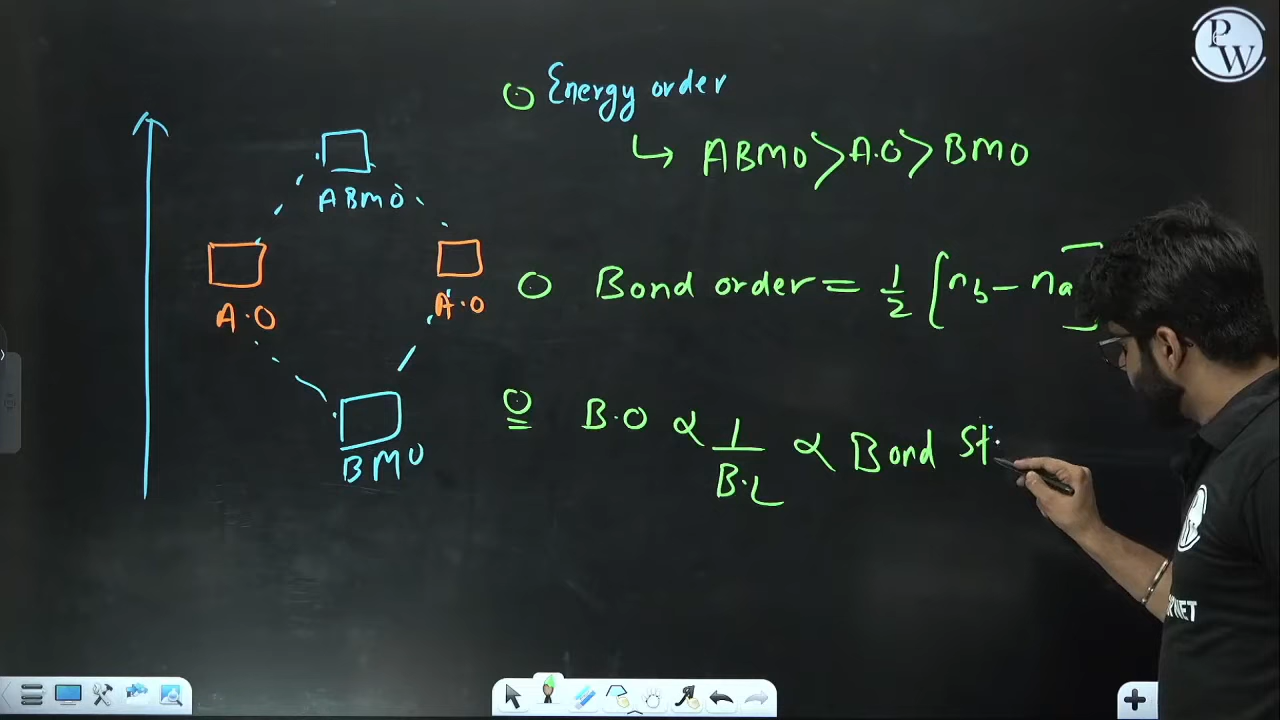 PW
Energy order
↳ ABMO > A.O > BMO
ABMO
A.O
A.O
BMO
Bond order = 1/2 [nb - na]
B.O ∝ 1/B.L ∝ Bond St